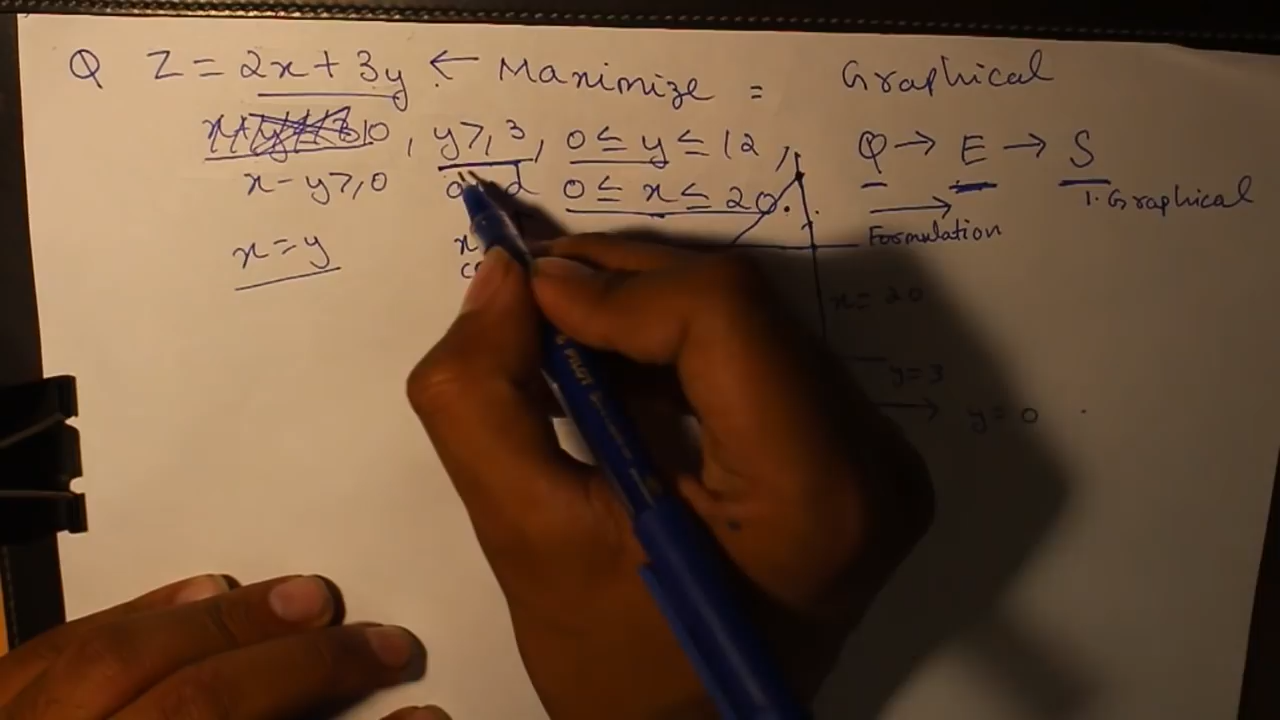 Q Z = 2x + 3y ← Maximize = Graphical
, y ≥ 3, 0 ≤ y ≤ 12,
Q → E → S
x - y ≥ 0 0 ≤ x ≤ 20.
1. Graphical
Formulation
x = y
x = 20
y = 3
y = 0